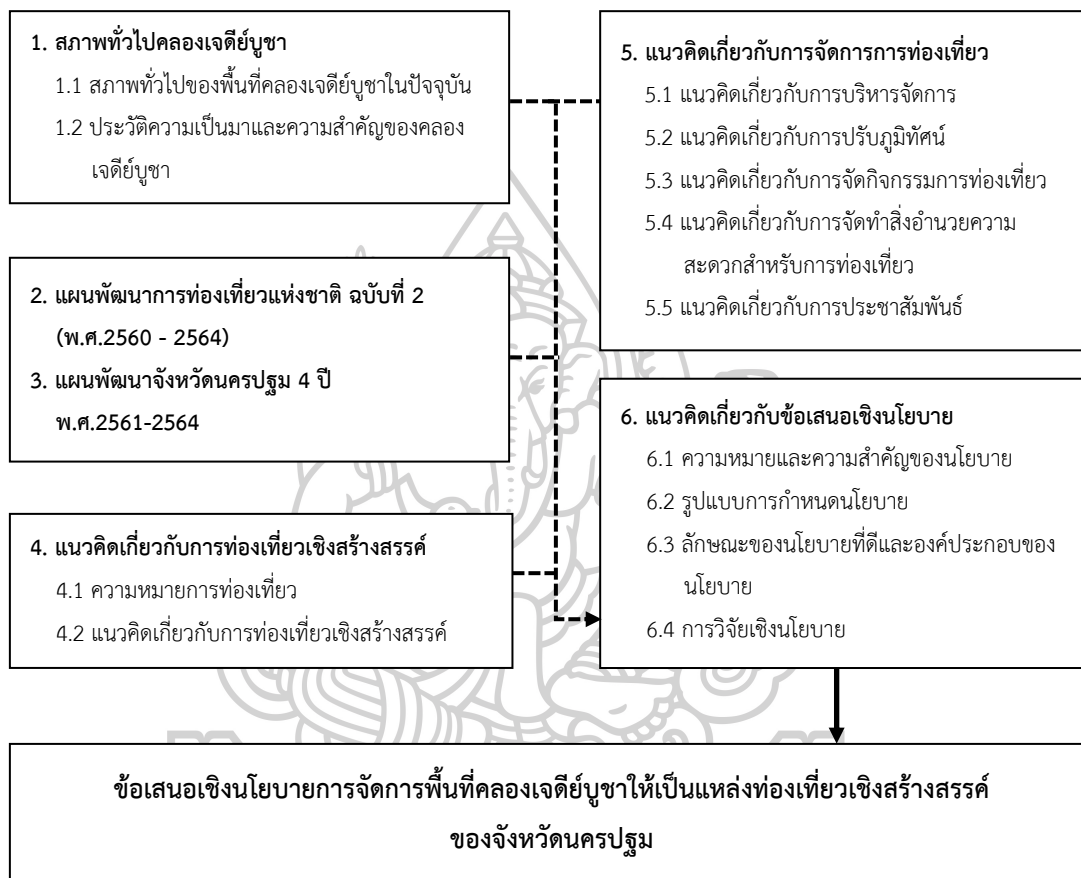 1. สภาพทั่วไปคลองเจดีย์บูชา
1.1 สภาพทั่วไปของพื้นที่คลองเจดีย์บูชาในปัจจุบัน
1.2 ประวัติความเป็นมาและความสำคัญของคลอง
เจดีย์บูชา
2. แผนพัฒนาการท่องเที่ยวแห่งชาติ ฉบับที่ 2
(พ.ศ.2560 - 2564)
3. แผนพัฒนาจังหวัดนครปฐม 4 ปี
พ.ศ.2561-2564
4. แนวคิดเกี่ยวกับการท่องเที่ยวเชิงสร้างสรรค์
4.1 ความหมายการท่องเที่ยว
4.2 แนวคิดเกี่ยวกับการท่องเที่ยวเชิงสร้างสรรค์
5. แนวคิดเกี่ยวกับการจัดการการท่องเที่ยว
5.1 แนวคิดเกี่ยวกับการบริหารจัดการ
5.2 แนวคิดเกี่ยวกับการปรับภูมิทัศน์
5.3 แนวคิดเกี่ยวกับการจัดกิจกรรมการท่องเที่ยว
5.4 แนวคิดเกี่ยวกับการจัดทำสิ่งอำนวยความ
สะดวกสำหรับการท่องเที่ยว
5.5 แนวคิดเกี่ยวกับการประชาสัมพันธ์
6. แนวคิดเกี่ยวกับข้อเสนอเชิงนโยบาย
6.1 ความหมายและความสำคัญของนโยบาย
6.2 รูปแบบการกำหนดนโยบาย
6.3 ลักษณะของนโยบายที่ดีและองค์ประกอบของ
นโยบาย
6.4 การวิจัยเชิงนโยบาย
ข้อเสนอเชิงนโยบายการจัดการพื้นที่คลองเจดีย์บูชาให้เป็นแหล่งท่องเที่ยวเชิงสร้างสรรค์
ของจังหวัดนครปฐม